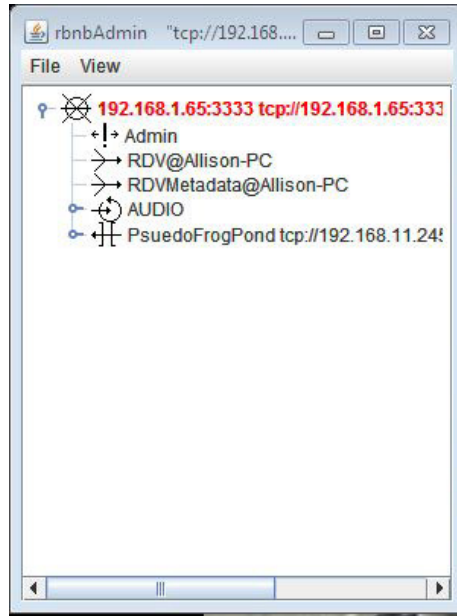 rbnbAdmin "tcp://192.168....
File View
192.168.1.65:3333 tcp://192.168.1.65:333
Admin
RDV@Allison-PC
RDVMetadata@Allison-PC
AUDIO
PsuedoFrogPond tcp://192.168.11.245